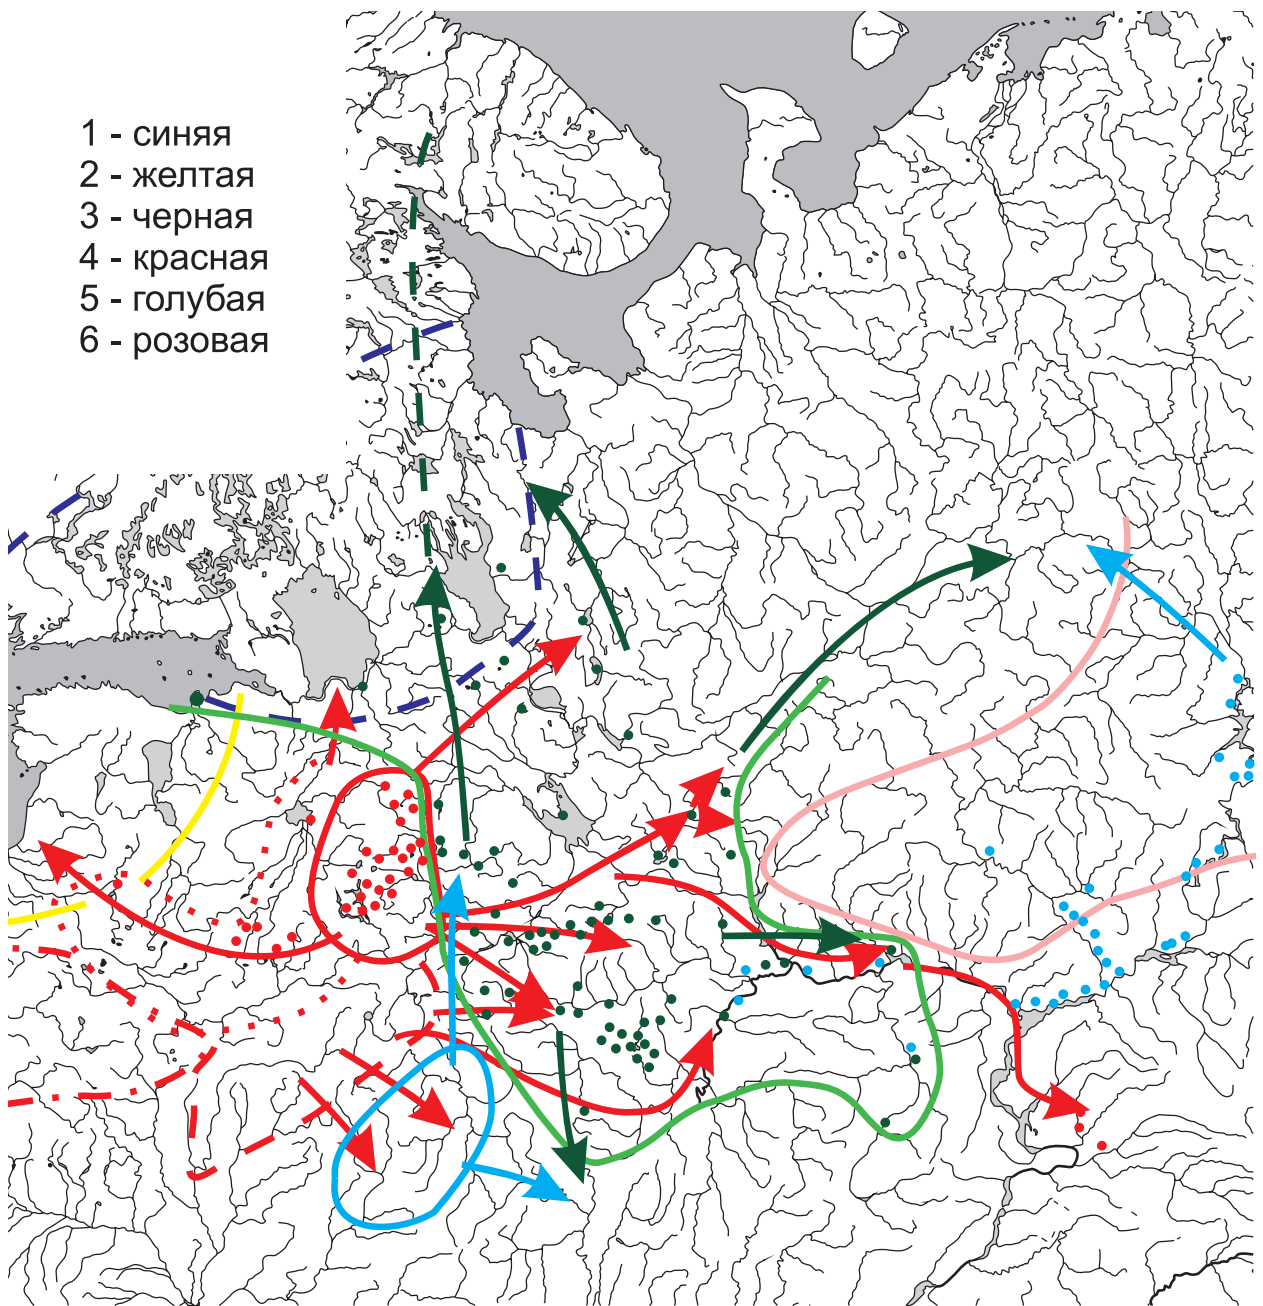 1 - синяя
2 - желтая
3 - черная
4 - красная
5 - голубая
6 - розовая